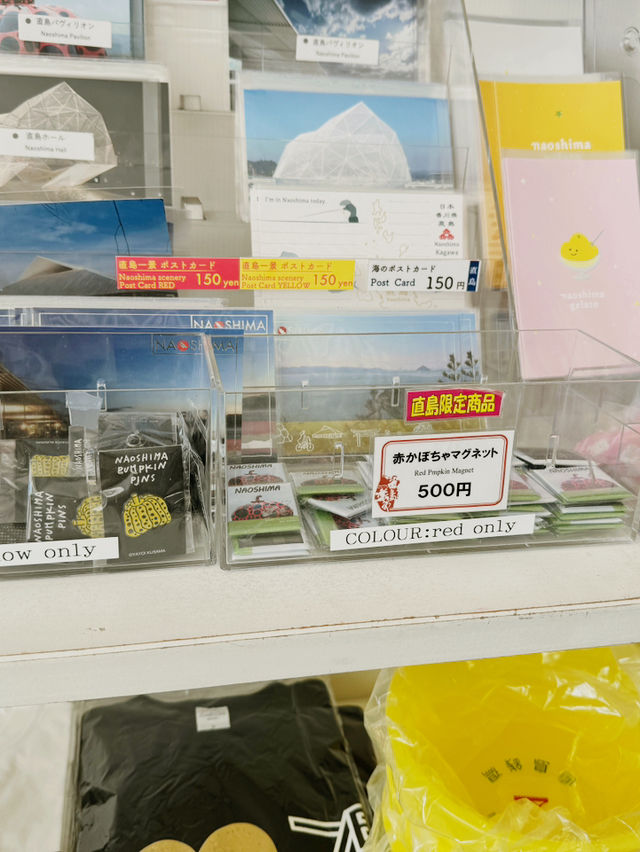 直島パヴィリオン
Naoshima Pavilion
直島パヴィリオン
Naoshima Pavilion
直島ホール
Naoshima Hall
I'm in Naoshima today.
日本
香川県
直島
Naoshima
Kagawa
naoshima
naoshima
gelato
直島一景 ポストカード
Naoshima scenery
Post Card RED 150yen
直島一景 ポストカード
Naoshima scenery
Post Card YELLOW 150yen
海のポストカード
Post Card 150円
直島
NAOSHIMA
NAOSHIMA
直島限定商品
赤かぼちゃマグネット
Red Pmpkin Magnet
500円
COLOUR:red only
NAOSHIMA
NAOSHIMA
NAOSHIMA
PUMPKIN
PINS
NAOSHIMA
PUMPKIN
PINS
©YAYOI KUSAMA
ow only